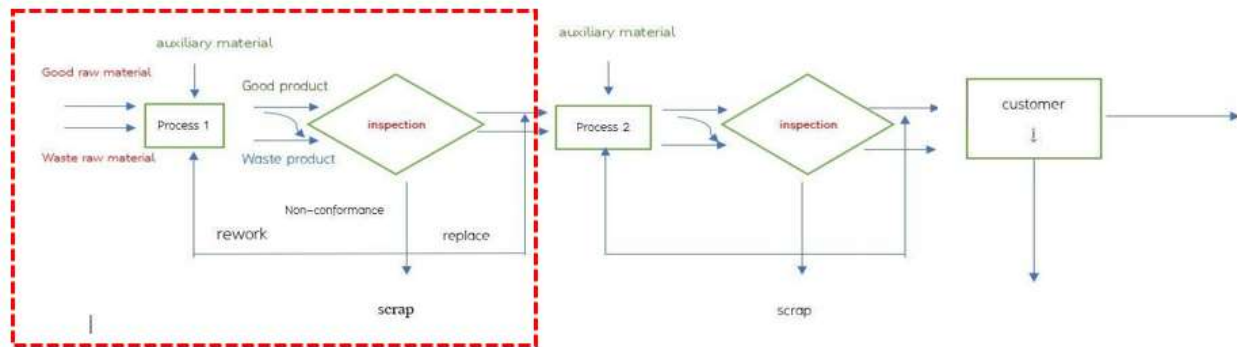 auxiliary material
auxiliary material
Good raw material
Good product
customer
Process 1
inspection
Process 2
inspection
Waste raw material
Waste product
Non-conformance
rework
replace
scrap
scrap